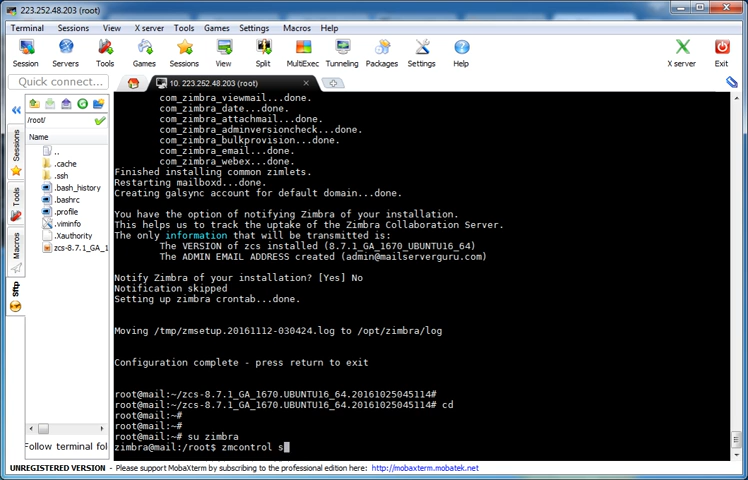 223.252.48.203 (root)
Terminal Sessions View X server Tools Games Settings Macros Help
Session Servers Tools Games Sessions View Split MultiExec Tunneling Packages Settings Help X server Exit
Quick connect...
10. 223.252.48.203 (root)
/root/
Name
..
.cache
.ssh
.bash_history
.bashrc
.profile
.viminfo
.Xauthority
zcs-8.7.1_GA_1
Follow terminal fol
Sessions
Tools
Macros
Sftp
com_zimbra_viewmail...done.
com_zimbra_date...done.
com_zimbra_attachmail...done.
com_zimbra_adminversioncheck...done.
com_zimbra_bulkprovision...done.
com_zimbra_email...done.
com_zimbra_webex...done.
Finished installing common zimlets.
Restarting mailboxd...done.
Creating galsync account for default domain...done.
You have the option of notifying Zimbra of your installation.
This helps us to track the uptake of the Zimbra Collaboration Server.
The only information that will be transmitted is:
The VERSION of zcs installed (8.7.1_GA_1670_UBUNTU16_64)
The ADMIN EMAIL ADDRESS created (admin@mailserverguru.com)
Notify Zimbra of your installation? [Yes] No
Notification skipped
Setting up zimbra crontab...done.
Moving /tmp/zmsetup.20161112-030424.log to /opt/zimbra/log
Configuration complete - press return to exit
root@mail:~/zcs-8.7.1_GA_1670.UBUNTU16_64.20161025045114#
root@mail:~/zcs-8.7.1_GA_1670.UBUNTU16_64.20161025045114# cd
root@mail:~#
root@mail:~#
root@mail:~# su zimbra
zimbra@mail:/root$ zmcontrol s
UNREGISTERED VERSION - Please support MobaXterm by subscribing to the professional edition here: http://mobaxterm.mobatek.net